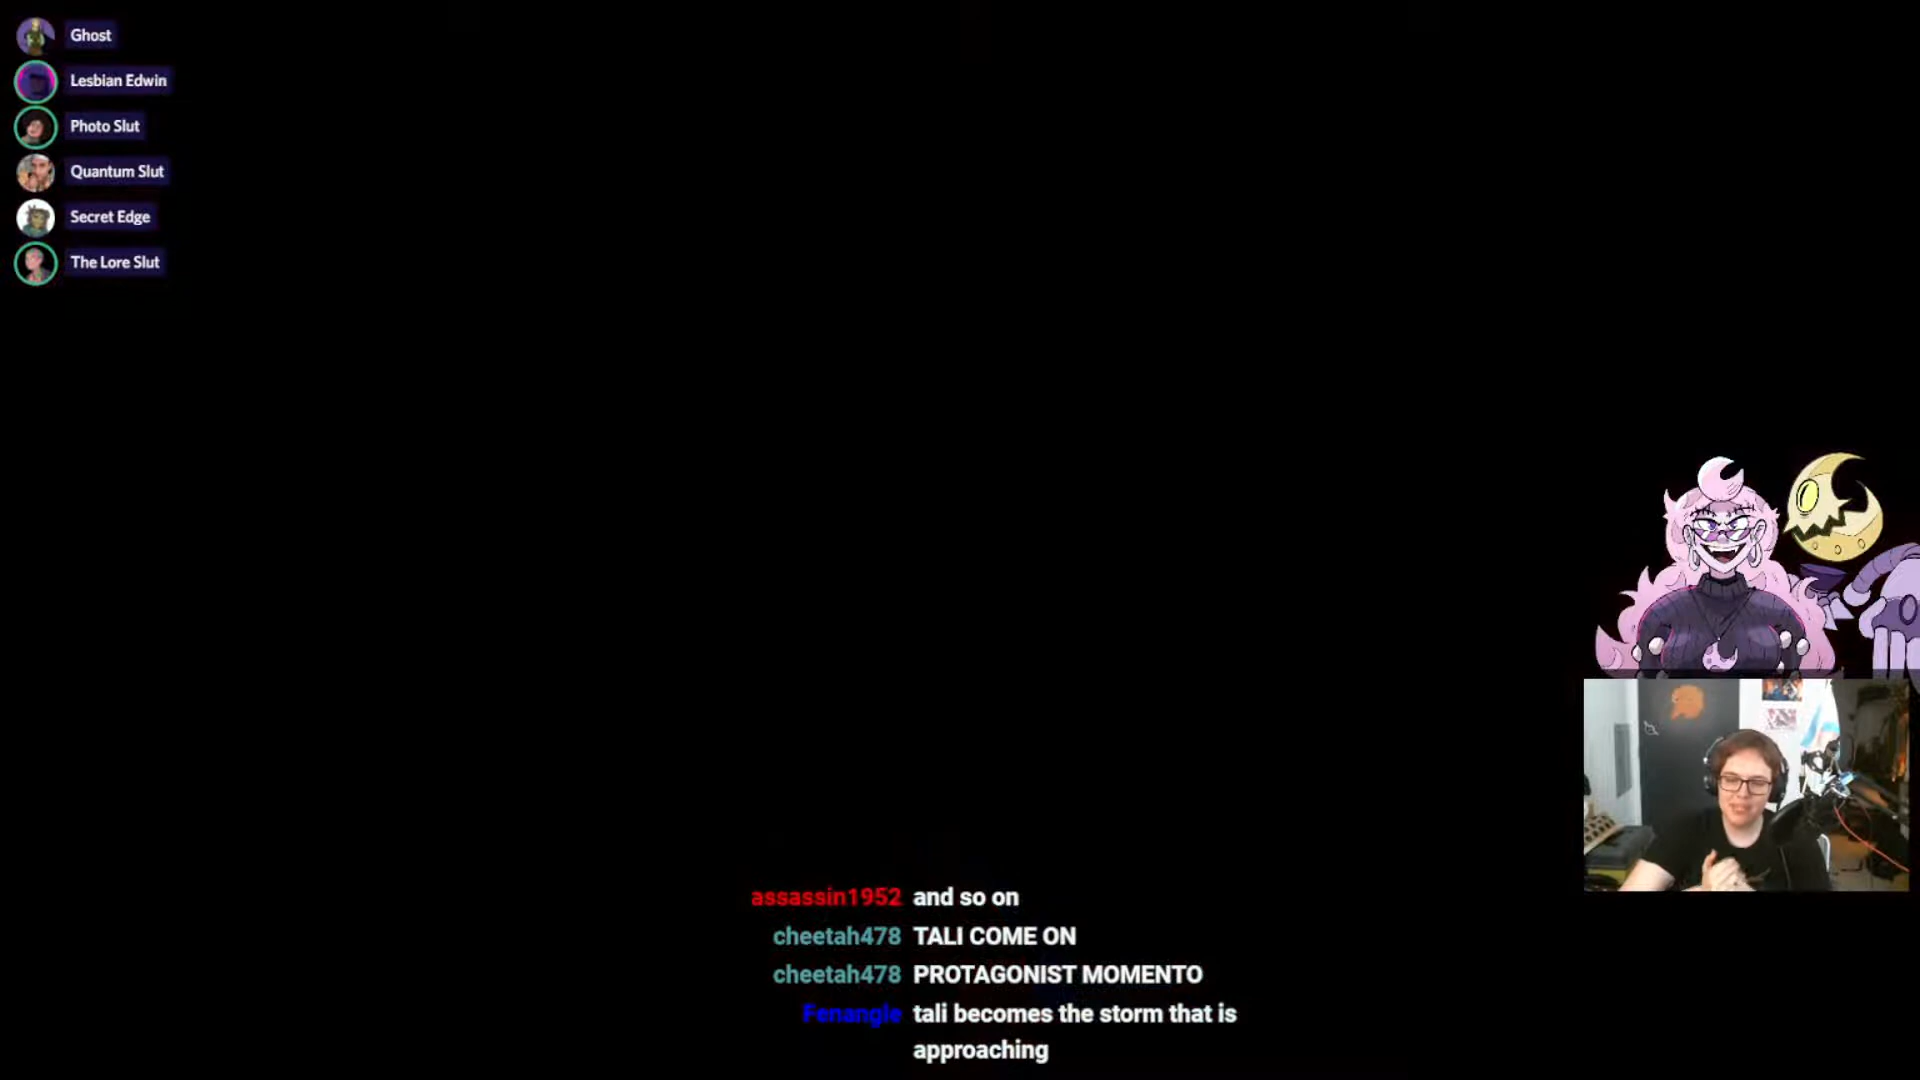 Ghost
Lesbian Edwin
Photo Slut
Quantum Slut
Secret Edge
The Lore Slut
assassin1952 and so on
cheetah478 TALI COME ON
cheetah478 PROTAGONIST MOMENTO
Fenangle tali becomes the storm that is
approaching